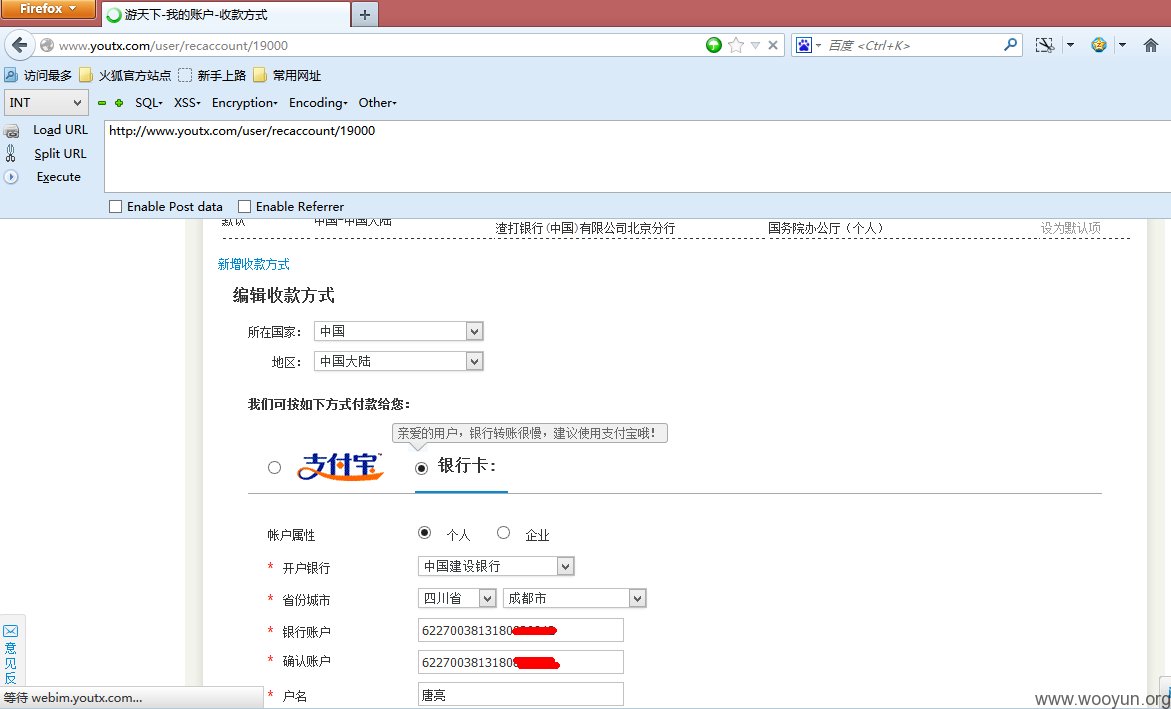 Firefox
游天下-我的账户-收款方式
www.youtx.com/user/recaccount/19000
百度 <Ctrl+K>
访问最多 火狐官方站点 新手上路 常用网址
INT SQL XSS Encryption Encoding Other
Load URL http://www.youtx.com/user/recaccount/19000
Split URL
Execute
Enable Post data Enable Referrer
默认 中国-中国大陆 渣打银行(中国)有限公司北京分行 国务院办公厅（个人） 设为默认项
新增收款方式
编辑收款方式
所在国家： 中国
地区： 中国大陆
我们可按如下方式付款给您：
亲爱的用户，银行转账很慢，建议使用支付宝哦！
支付宝 银行卡：
帐户属性 个人 企业
* 开户银行 中国建设银行
* 省份城市 四川省 成都市
* 银行账户 6227003813180
* 确认账户 6227003813180
* 户名 唐亮
意见反
等待 webim.youtx.com...
www.wooyun.org